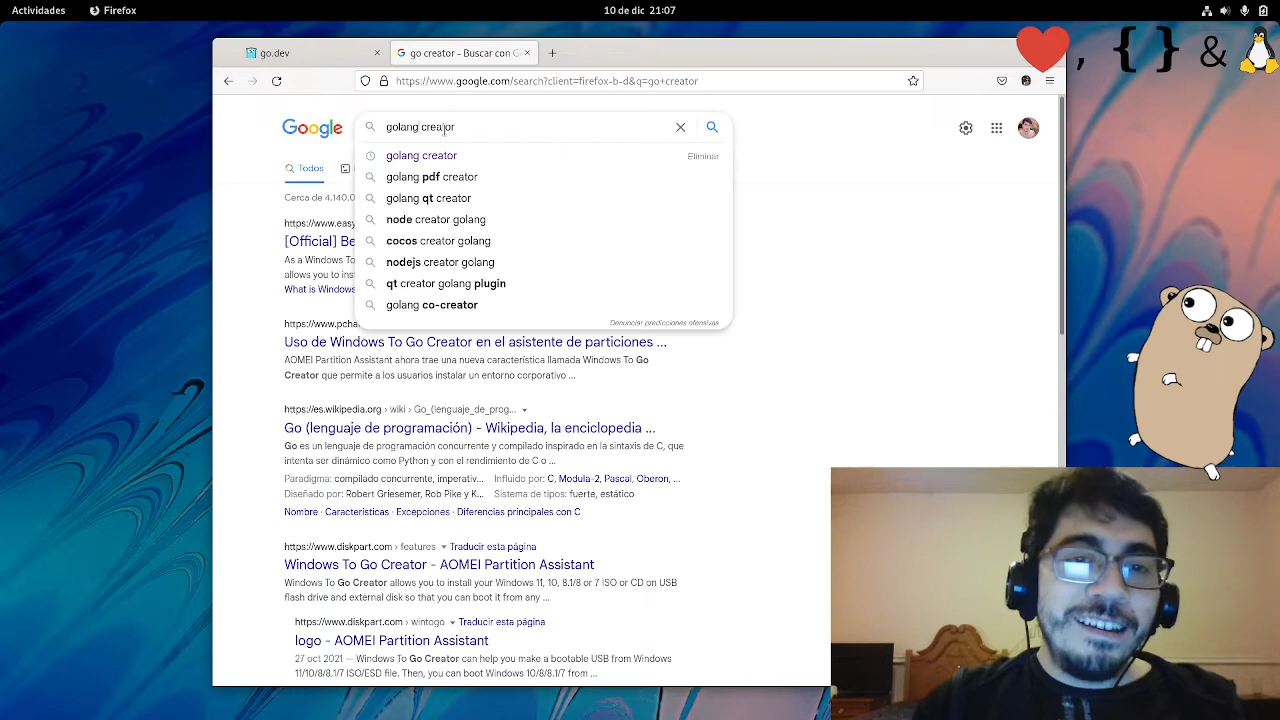 Actividades
Firefox
10 de dic 21:07
go.dev
go creator - Buscar con G
https://www.google.com/search?client=firefox-b-d&q=go+creator
, { } &
Google
golang creator
golang creator
Eliminar
golang pdf creator
golang qt creator
node creator golang
cocos creator golang
nodejs creator golang
qt creator golang plugin
golang co-creator
Denunciar predicciones ofensivas
Todos
Cerca de 4.140.0
https://www.eas
[Official] Be
As a Windows T
allows you to inst
What is Windows
https://www.pcha
Uso de Windows To Go Creator en el asistente de particiones ...
AOMEI Partition Assistant ahora trae una nueva característica llamada Windows To Go
Creator que permite a los usuarios instalar un entorno corporativo ...
https://es.wikipedia.org › wiki › Go_(lenguaje_de_prog...
Go (lenguaje de programación) - Wikipedia, la enciclopedia ...
Go es un lenguaje de programación concurrente y compilado inspirado en la sintaxis de C, que
intenta ser dinámico como Python y con el rendimiento de C o ...
Paradigma: compilado concurrente, imperativ... Influido por: C, Modula-2, Pascal, Oberon, ...
Diseñado por: Robert Griesemer, Rob Pike y K... Sistema de tipos: fuerte, estático
Nombre · Características · Excepciones · Diferencias principales con C
https://www.diskpart.com › features Traducir esta página
Windows To Go Creator - AOMEI Partition Assistant
Windows To Go Creator allows you to install your Windows 11, 10, 8.1/8 or 7 ISO or CD on USB
flash drive and external disk so that you can boot it from any ...
https://www.diskpart.com › wintogo Traducir esta página
logo - AOMEI Partition Assistant
27 oct 2021 — Windows To Go Creator can help you make a bootable USB from Windows
11/10/8/8.1/7 from ISO/ESD file. Then, you can boot Windows 10/8/8.1/7 from ...